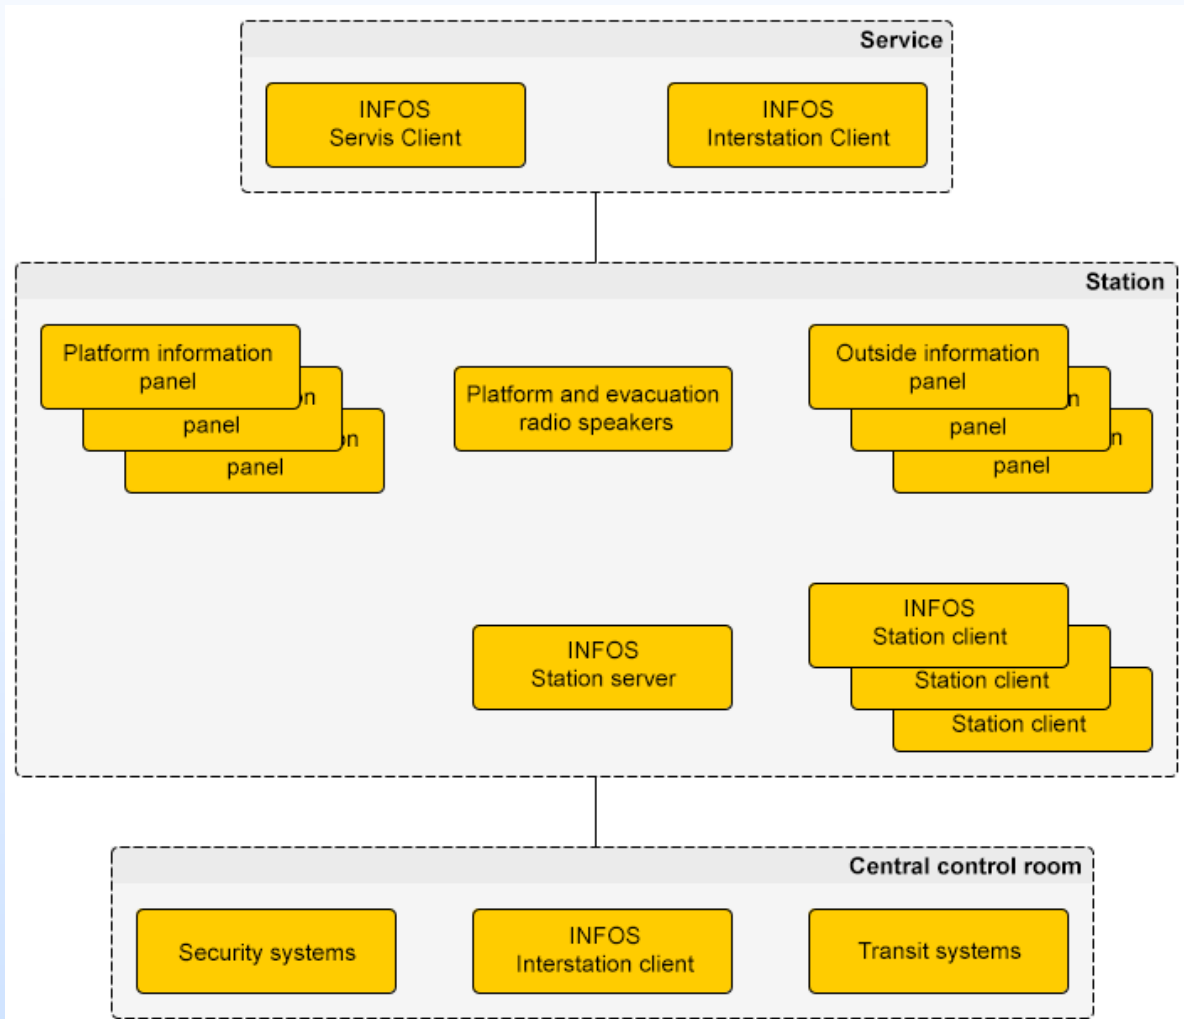 Service
INFOS
Servis Client
INFOS
Interstation Client
Station
Platform information
panel
panel
panel
Platform and evacuation
radio speakers
Outside information
panel
panel
panel
INFOS
Station server
INFOS
Station client
Station client
Station client
Central control room
Security systems
INFOS
Interstation client
Transit systems